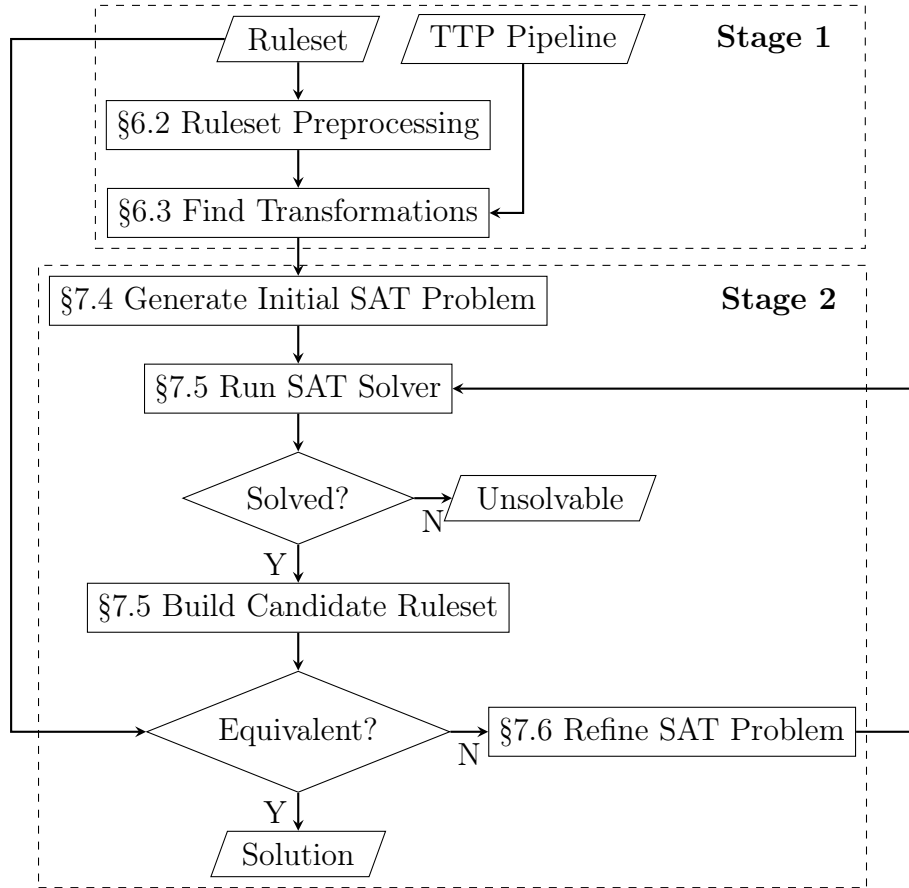 Ruleset
TTP Pipeline
Stage 1
§6.2 Ruleset Preprocessing
§6.3 Find Transformations
§7.4 Generate Initial SAT Problem
Stage 2
§7.5 Run SAT Solver
Solved?
N
Unsolvable
Y
§7.5 Build Candidate Ruleset
Equivalent?
N
§7.6 Refine SAT Problem
Y
Solution